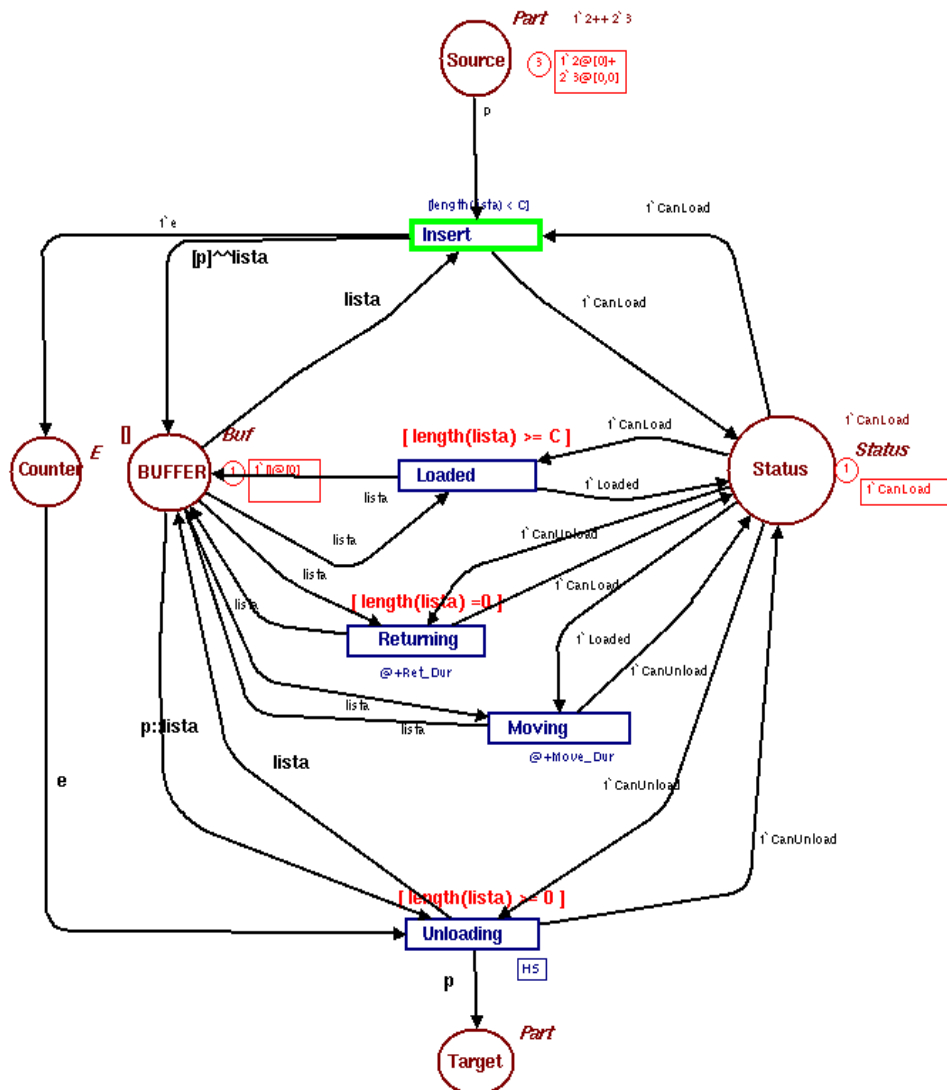 Part
1`2++ 2`3
Source
3
1`2@[0]+
2`3@[0,0]
p
[length(lista) < C]
1`CanLoad
1`e
Insert
[p]^^lista
lista
1`CanLoad
[]
Buf
[ length(lista) >= C ]
1`CanLoad
1`CanLoad
E
Status
Counter
BUFFER
1
1`[]@[0]
Loaded
Status
1
1`CanLoad
lista
1`Loaded
lista
1`CanUnload
lista
1`CanLoad
lista
[ length(lista) =0 ]
Returning
1`Loaded
@+Ret_Dur
1`CanUnload
lista
lista
Moving
p::lista
lista
@+Move_Dur
e
1`CanUnload
1`CanUnload
[ length(lista) >= 0 ]
Unloading
HS
p
Part
Target